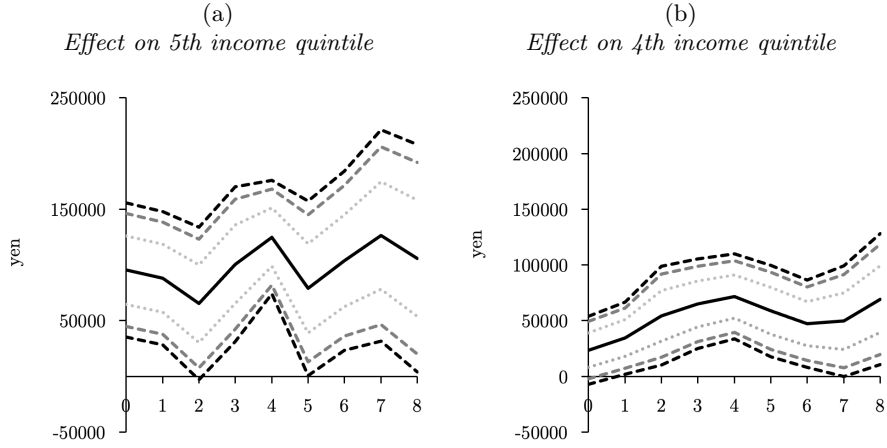 (a)
Effect on 5th income quintile
250000
150000
yen
50000
0 1 2 3 4 5 6 7 8
-50000
(b)
Effect on 4th income quintile
250000
200000
150000
yen
100000
50000
0
0 1 2 3 4 5 6 7 8
-50000